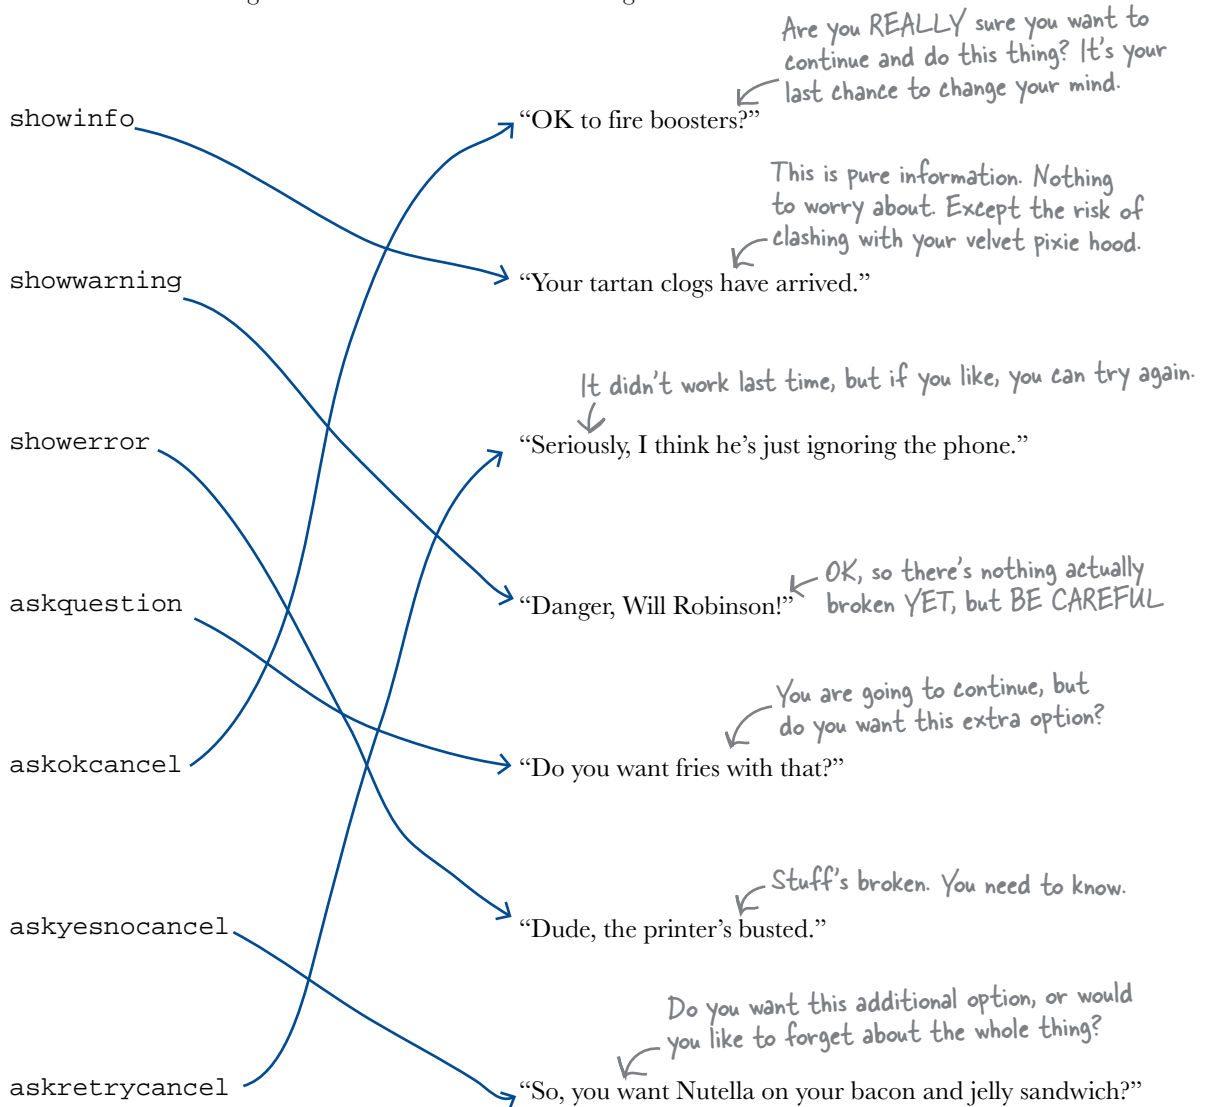 Are you REALLY sure you want to
continue and do this thing? It's your
last chance to change your mind.
showinfo
“OK to fire boosters?”
This is pure information. Nothing
to worry about. Except the risk of
clashing with your velvet pixie hood.
showwarning
“Your tartan clogs have arrived.”
It didn't work last time, but if you like, you can try again.
showerror
“Seriously, I think he’s just ignoring the phone.”
OK, so there's nothing actually
broken YET, but BE CAREFUL
askquestion
“Danger, Will Robinson!”
You are going to continue, but
do you want this extra option?
askokcancel
“Do you want fries with that?”
Stuff's broken. You need to know.
askyesnocancel
“Dude, the printer’s busted.”
Do you want this additional option, or would
you like to forget about the whole thing?
askretrycancel
“So, you want Nutella on your bacon and jelly sandwich?”